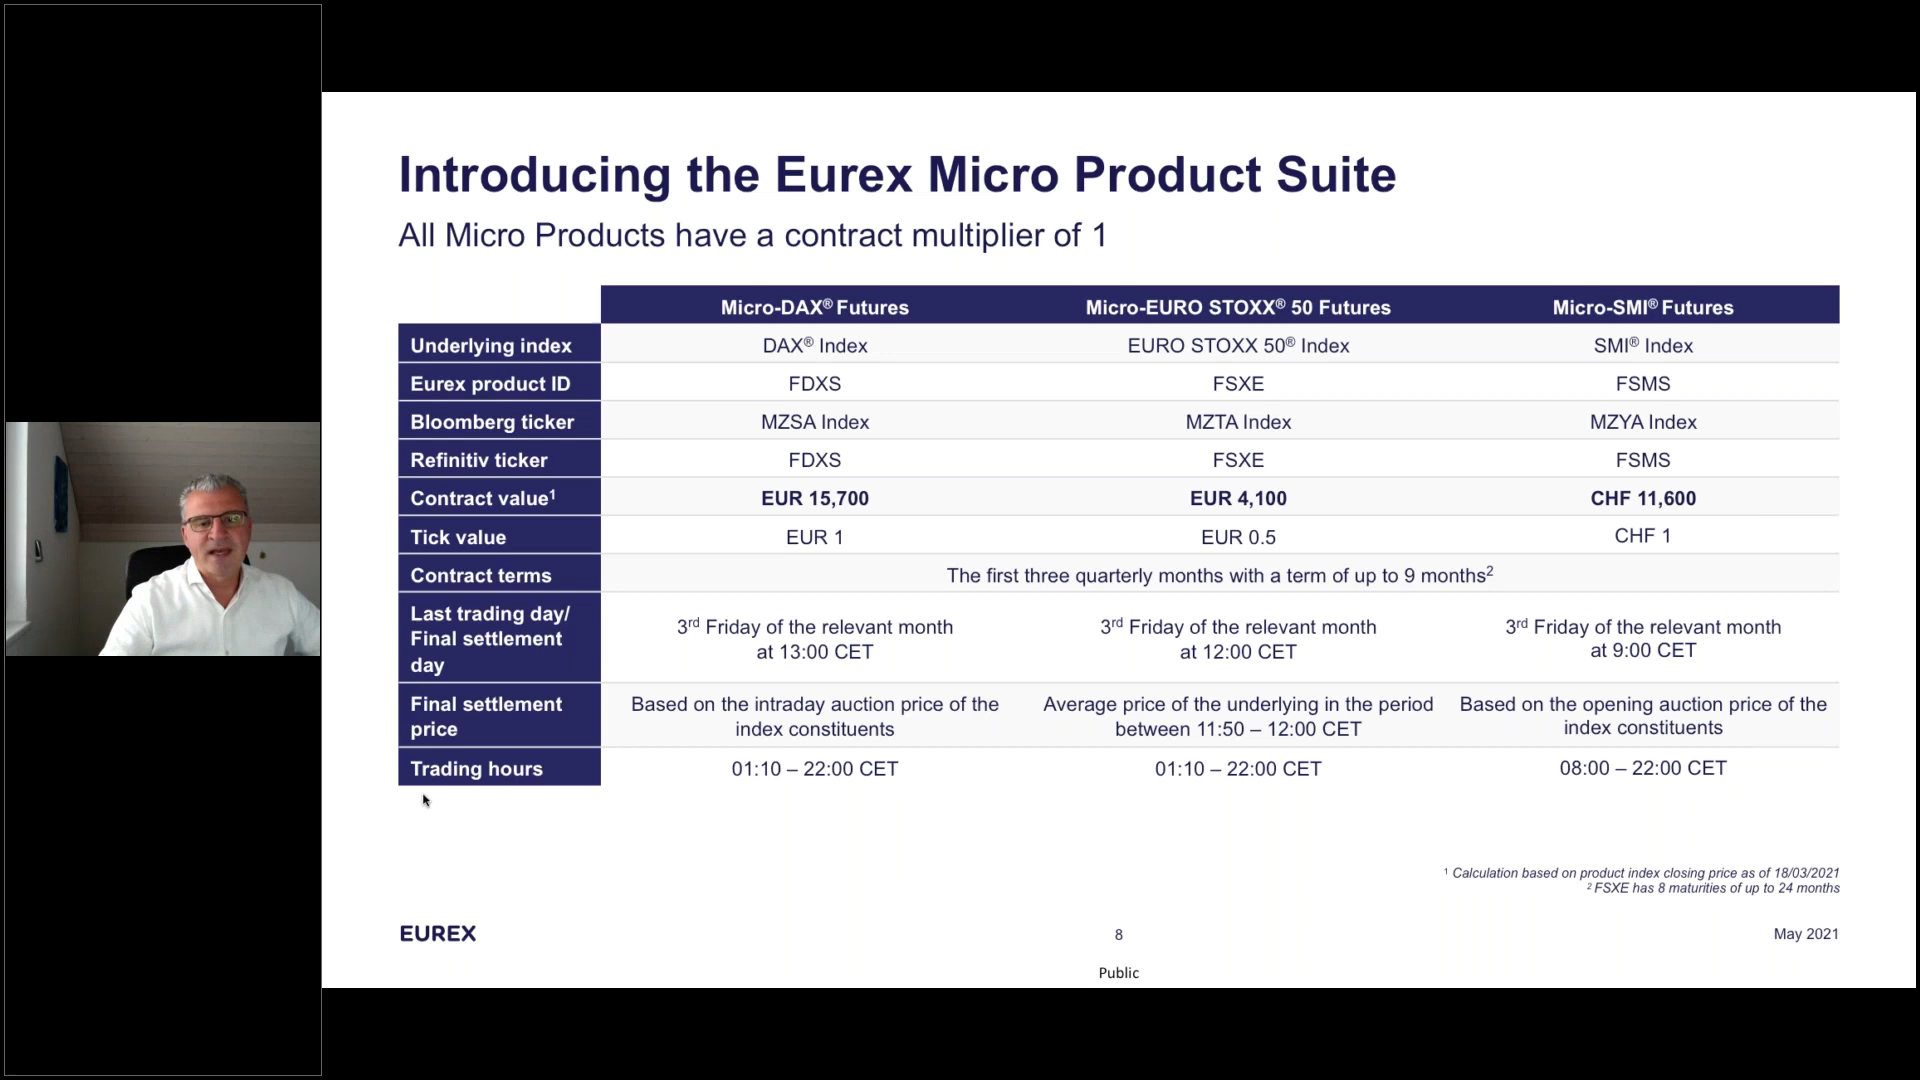 Introducing the Eurex Micro Product Suite
All Micro Products have a contract multiplier of 1
Micro-DAX® Futures Micro-EURO STOXX® 50 Futures Micro-SMI® Futures
Underlying index DAX® Index EURO STOXX 50® Index SMI® Index
Eurex product ID FDXS FSXE FSMS
Bloomberg ticker MZSA Index MZTA Index MZYA Index
Refinitiv ticker FDXS FSXE FSMS
Contract value¹ EUR 15,700 EUR 4,100 CHF 11,600
Tick value EUR 1 EUR 0.5 CHF 1
Contract terms The first three quarterly months with a term of up to 9 months²
Last trading day/
Final settlement
day
3rd Friday of the relevant month
at 13:00 CET
3rd Friday of the relevant month
at 12:00 CET
3rd Friday of the relevant month
at 9:00 CET
Final settlement
price
Based on the intraday auction price of the
index constituents
Average price of the underlying in the period
between 11:50 – 12:00 CET
Based on the opening auction price of the
index constituents
Trading hours 01:10 – 22:00 CET 01:10 – 22:00 CET 08:00 – 22:00 CET
¹ Calculation based on product index closing price as of 18/03/2021
² FSXE has 8 maturities of up to 24 months
EUREX 8 May 2021
Public